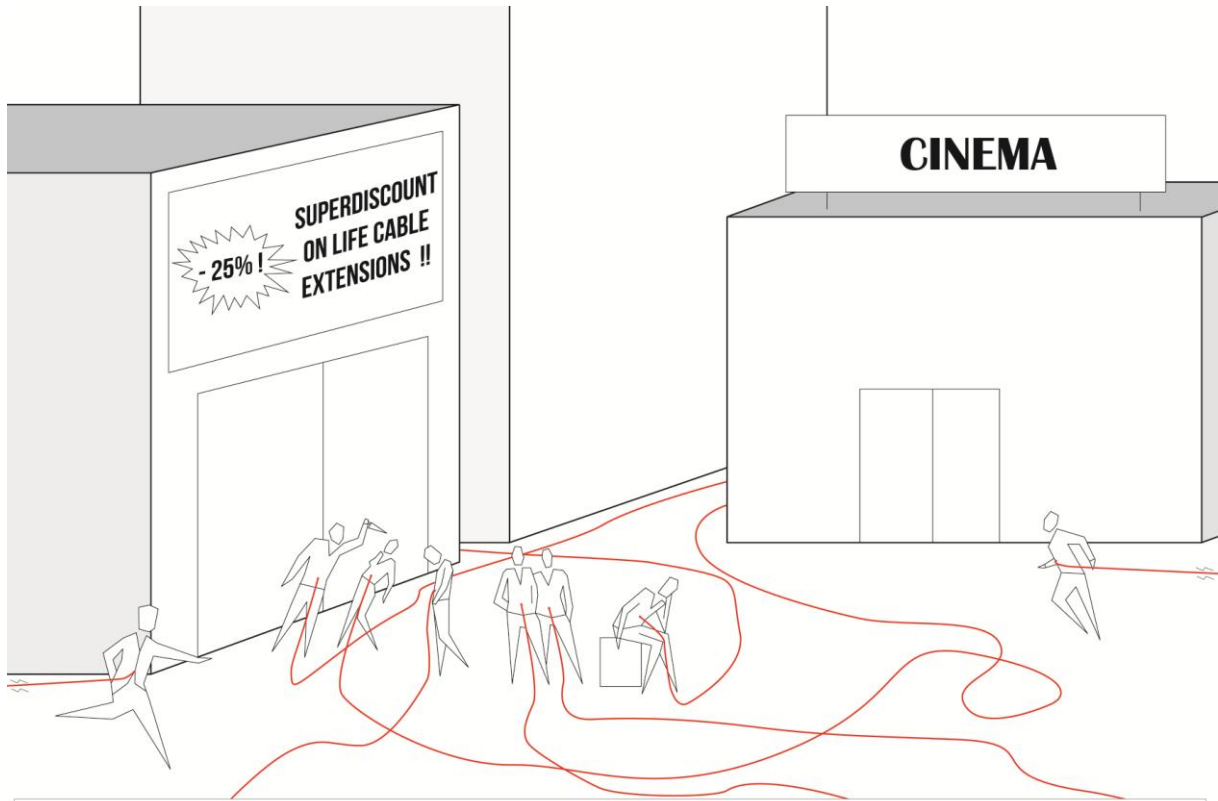 - 25% !
SUPERDISCOUNT
ON LIFE CABLE
EXTENSIONS !!
CINEMA